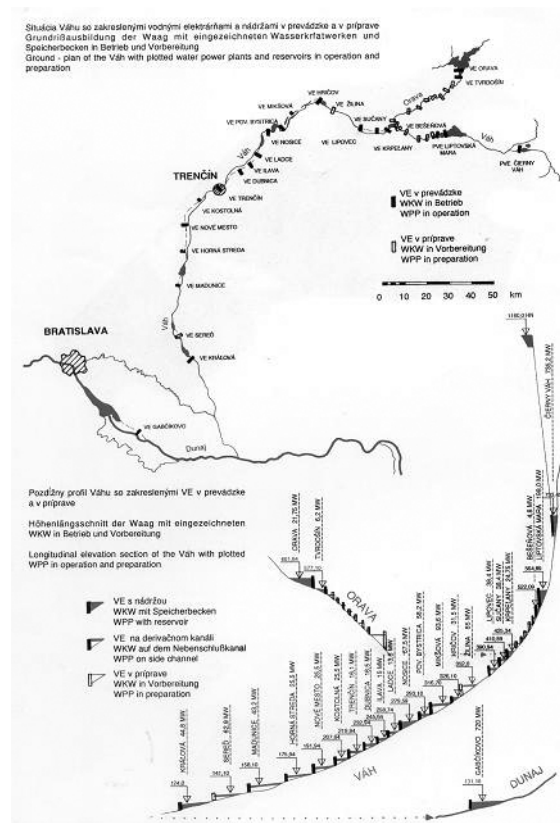 Situácia Váhu so zakreslenými vodnými elektrárňami a nádržami v prevádzke a v príprave
Grundrißausbildung der Waag mit eingezeichneten Wasserkrfatwerken und
Speicherbecken in Betrieb und Vorbereitung
Ground - plan of the Váh with plotted water power plants and reservoirs in operation and
preparation
VE ORAVA
VE TVRDOŠÍN
Orava
VE HRIČOV
VE MIKŠOVÁ
VE ŽILINA
VE SUČANY
VE POV. BYSTRICA
VE BEŠEŇOVÁ
VE NOSICE
VE LIPOVEC
VE KRPEĽANY
Váh
PVE LIPTOVSKÁ
MARA
PVE ČIERNY
VÁH
Váh
VE LADCE
VE ILAVA
VE DUBNICA
TRENČÍN
VE TRENČÍN
VE KOSTOLNÁ
VE NOVÉ MESTO
VE HORNÁ STREDA
VE MADUNICE
VE v prevádzke
WKW in Betrieb
WPP in operation
VE v príprave
WKW in Vorbereitung
WPP in preparation
0 10 20 30 40 50
km
BRATISLAVA
Váh
VE SEREĎ
VE KRÁĽOVÁ
VE GABČÍKOVO
Dunaj
ČIERNY VÁH 735,2 MW
Pozdĺžny profil Váhu so zakreslenými VE v prevádzke
a v príprave
Höhenlängsschnitt der Waag mit eingezeichneten
WKW in Betrieb und Vorbereitung
Longitudinal elevation section of the Váh with plotted
WPP in operation and preparation
ORAVA 21,75 MW
TVRDOŠÍN 6,2 MW
BEŠEŇOVÁ 4,8 MW
LIPTOVSKÁ MARA 198,0 MW
ORAVA
VE s nádržou
WKW mit Speicherbecken
WPP with reservoir
VE na derivačnom kanáli
WKW auf dem Nebenschlußkanal
WPP on side channel
VE v príprave
WKW in Vorbereitung
WPP in preparation
KRÁĽOVÁ 44,8 MW
SEREĎ
MADUNICE 43,2 MW
HORNÁ STREDA 25,5 MW
NOVÉ MESTO 25,5 MW
KOSTOLNÁ 25,5 MW
TRENČÍN 16,1 MW
DUBNICA 16,5 MW
ILAVA 15 MW
LADCE
NOSICE 67,5 MW
POV. BYSTRICA 55,2 MW
MIKŠOVÁ 93,6 MW
HRIČOV 31,5 MW
ŽILINA 65 MW
LIPOVEC 38,4 MW
SUČANY 38,4 MW
KRPEĽANY 24,75 MW
VÁH
GABČÍKOVO 720 MW
131,10
DUNAJ